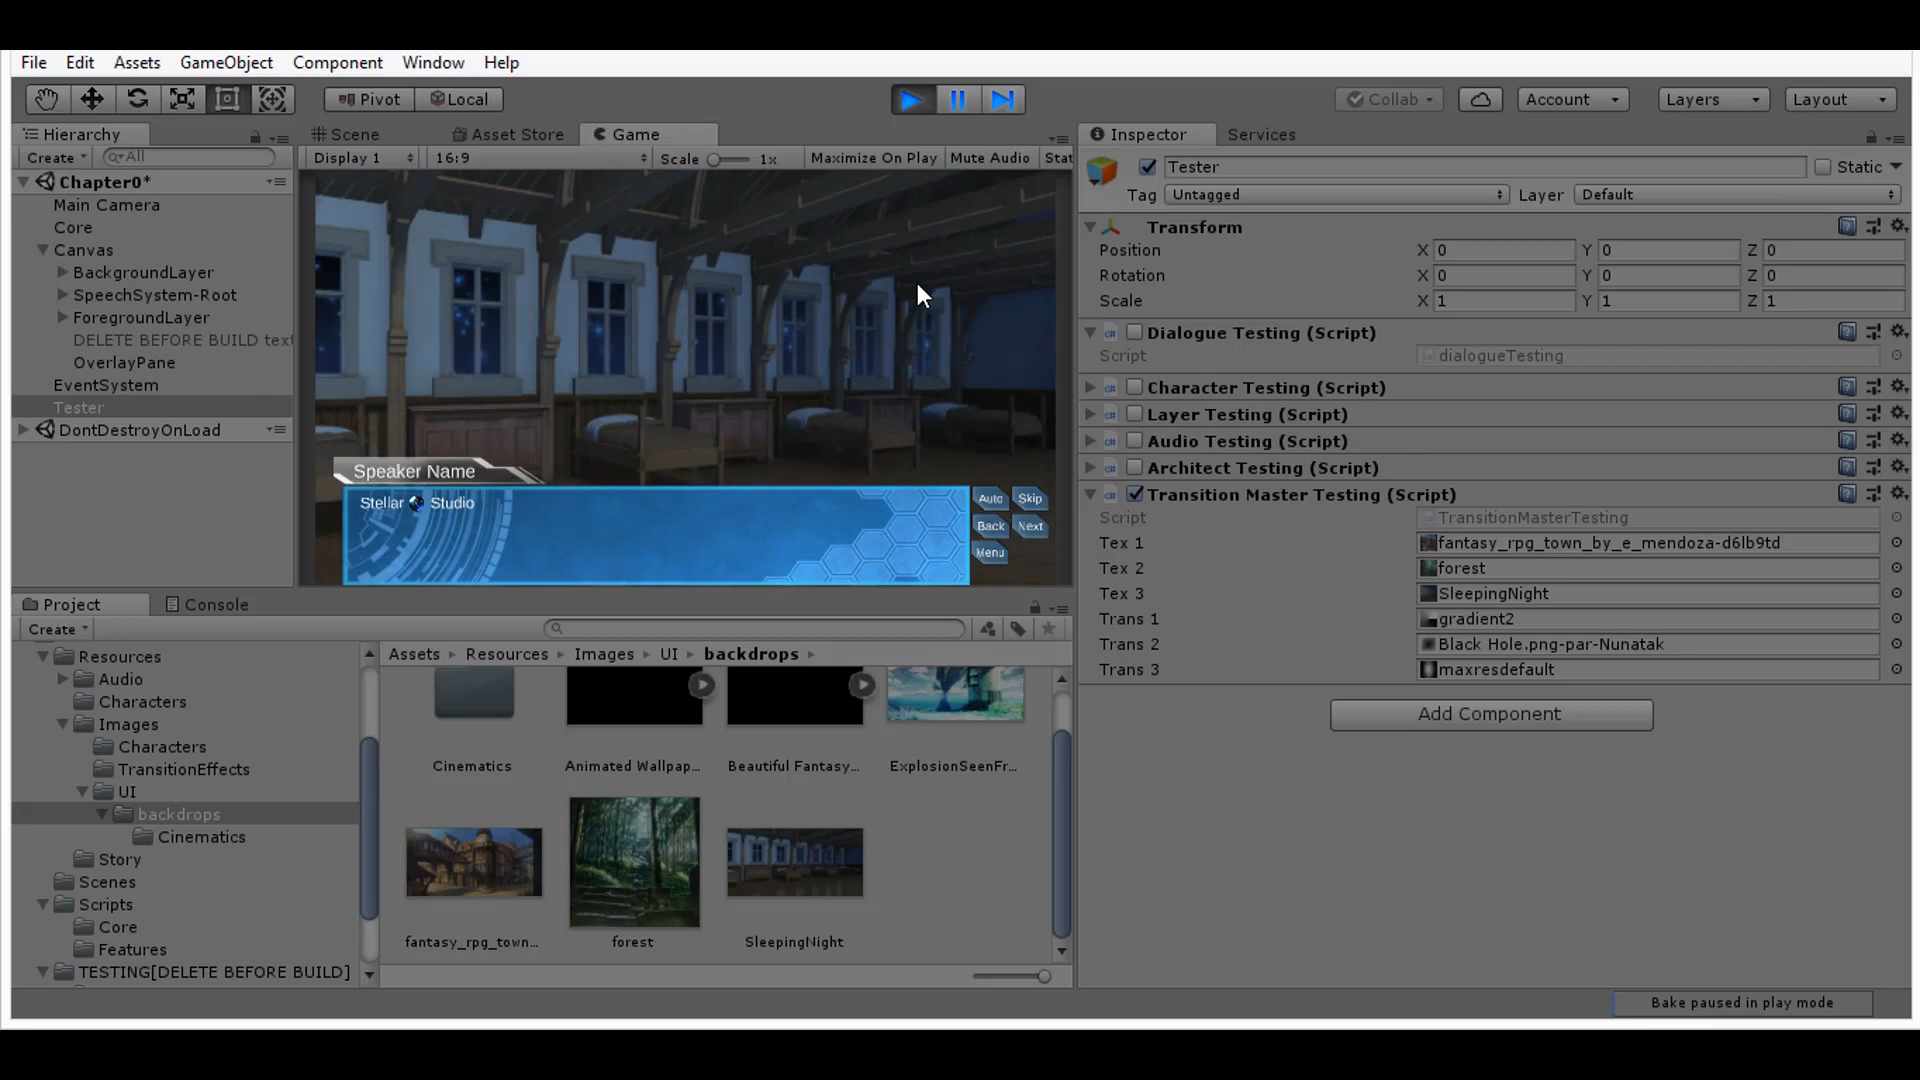 File Edit Assets GameObject Component Window Help
Pivot Local Collab Account Layers Layout
Hierarchy
Create All
Chapter0*
Main Camera
Core
Canvas
BackgroundLayer
SpeechSystem-Root
ForegroundLayer
DELETE BEFORE BUILD text
OverlayPane
EventSystem
Tester
DontDestroyOnLoad
Scene Asset Store Game
Display 1 16:9 Scale 1x Maximize On Play Mute Audio Stat
Speaker Name
Stellar Studio
Auto Skip
Back Next
Menu
Inspector Services
Tester Static
Tag Untagged Layer Default
Transform
Position X 0 Y 0 Z 0
Rotation X 0 Y 0 Z 0
Scale X 1 Y 1 Z 1
Dialogue Testing (Script)
Script dialogueTesting
Character Testing (Script)
Layer Testing (Script)
Audio Testing (Script)
Architect Testing (Script)
Transition Master Testing (Script)
Script TransitionMasterTesting
Tex 1 fantasy_rpg_town_by_e_mendoza-d6lb9td
Tex 2 forest
Tex 3 SleepingNight
Trans 1 gradient2
Trans 2 Black Hole.png-par-Nunatak
Trans 3 maxresdefault
Add Component
Project Console
Create
Resources
Audio
Characters
Images
Characters
TransitionEffects
UI
backdrops
Cinematics
Story
Scenes
Scripts
Core
Features
TESTING[DELETE BEFORE BUILD]
Assets Resources Images UI backdrops
Cinematics Animated Wallpap... Beautiful Fantasy... ExplosionSeenFr...
fantasy_rpg_town... forest SleepingNight
Bake paused in play mode